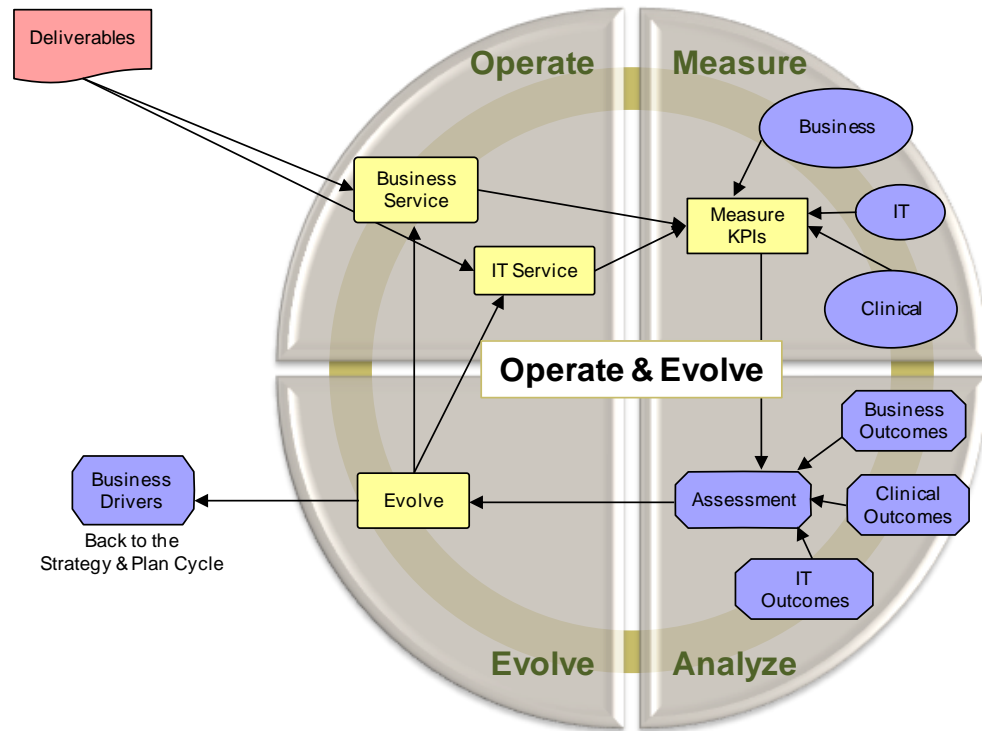 Deliverables
Operate
Measure
Business
Business
Service
IT
Measure
KPIs
IT Service
Clinical
Operate & Evolve
Business
Outcomes
Business
Drivers
Evolve
Assessment
Clinical
Outcomes
Back to the
Strategy & Plan Cycle
IT
Outcomes
Evolve
Analyze